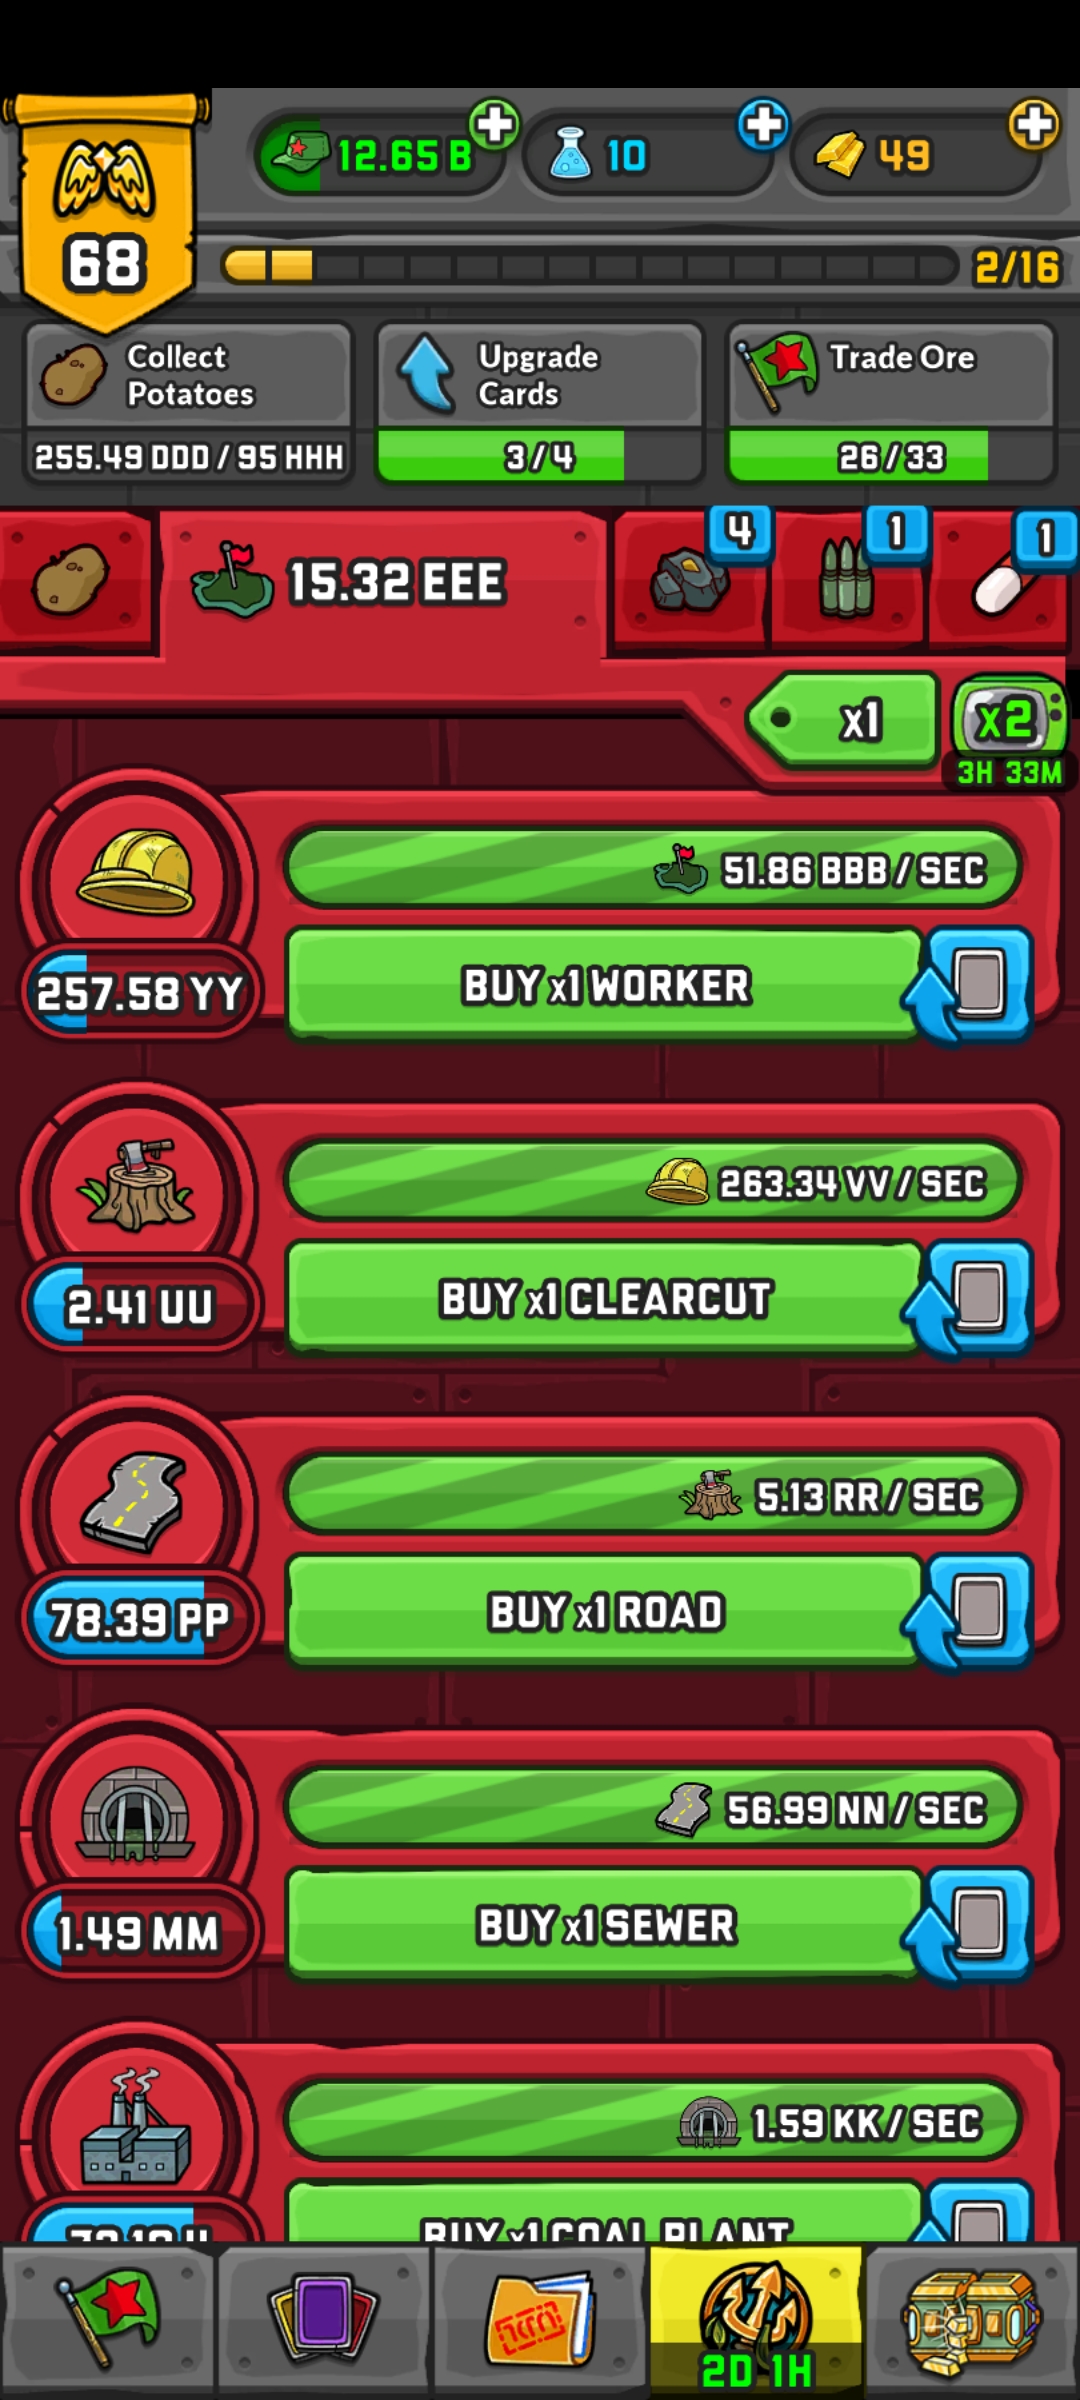 12.65 B
10
49
68
2/16
Collect
Potatoes
255.49 DDD / 95 HHH
Upgrade
Cards
3/4
Trade Ore
26/33
15.32 EEE
4
1
1
x1
x2
3H 33M
51.86 BBB / SEC
257.58 YY
BUY x1 WORKER
263.34 VV / SEC
2.41 UU
BUY x1 CLEARCUT
5.13 RR / SEC
78.39 PP
BUY x1 ROAD
56.99 NN / SEC
1.49 MM
BUY x1 SEWER
1.59 KK / SEC
BUY x1 COAL PLANT
2D 1H